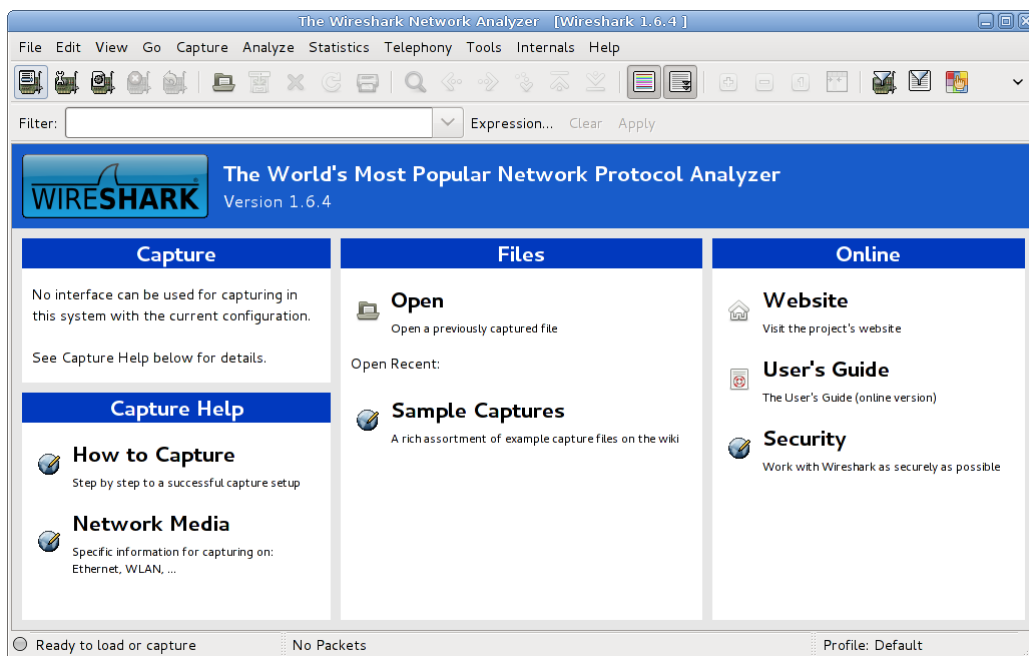 The Wireshark Network Analyzer [Wireshark 1.6.4 ]
File Edit View Go Capture Analyze Statistics Telephony Tools Internals Help
Filter:
Expression... Clear Apply
WIRESHARK
The World's Most Popular Network Protocol Analyzer
Version 1.6.4
Capture
No interface can be used for capturing in
this system with the current configuration.
See Capture Help below for details.
Capture Help
How to Capture
Step by step to a successful capture setup
Network Media
Specific information for capturing on:
Ethernet, WLAN, ...
Files
Open
Open a previously captured file
Open Recent:
Sample Captures
A rich assortment of example capture files on the wiki
Online
Website
Visit the project's website
User's Guide
The User's Guide (online version)
Security
Work with Wireshark as securely as possible
Ready to load or capture
No Packets
Profile: Default